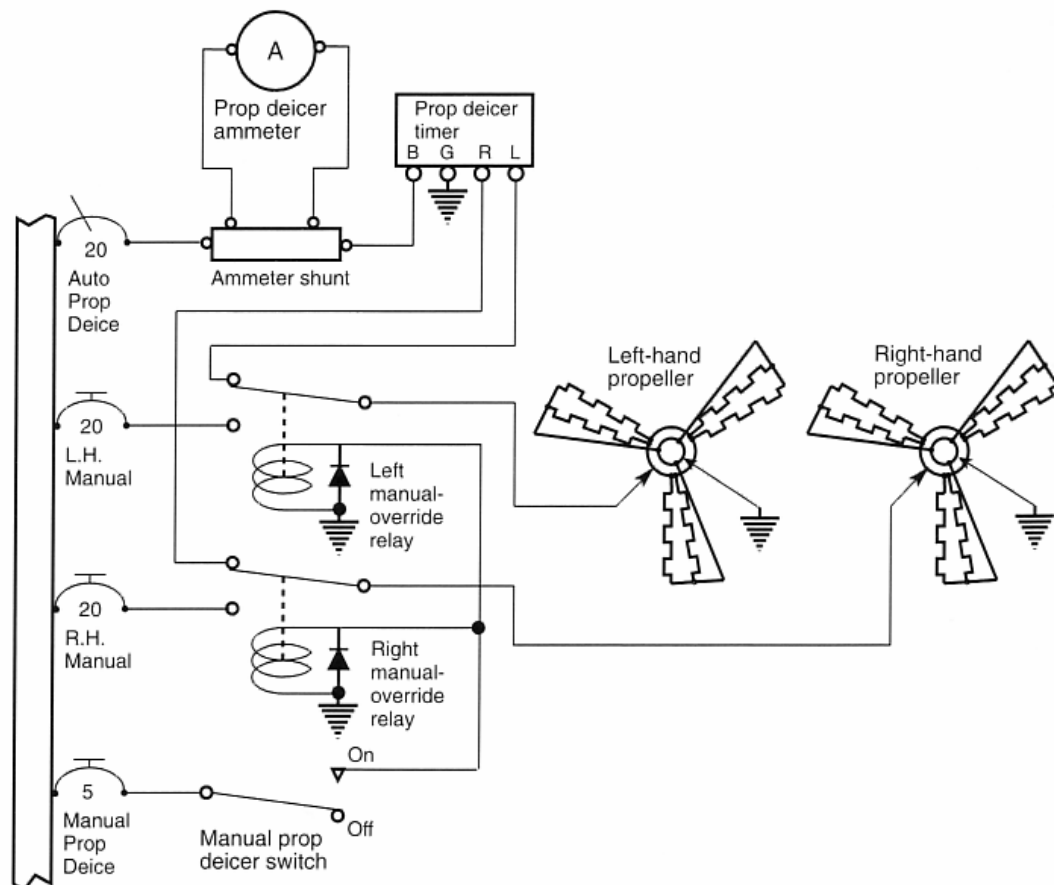 A
Prop deicer
ammeter
Prop deicer
timer
B G R L
20
Auto
Prop
Deice
Ammeter shunt
20
L.H.
Manual
Left
manual-
override
relay
Left-hand
propeller
Right-hand
propeller
20
R.H.
Manual
Right
manual-
override
relay
On
Off
5
Manual
Prop
Deice
Manual prop
deicer switch